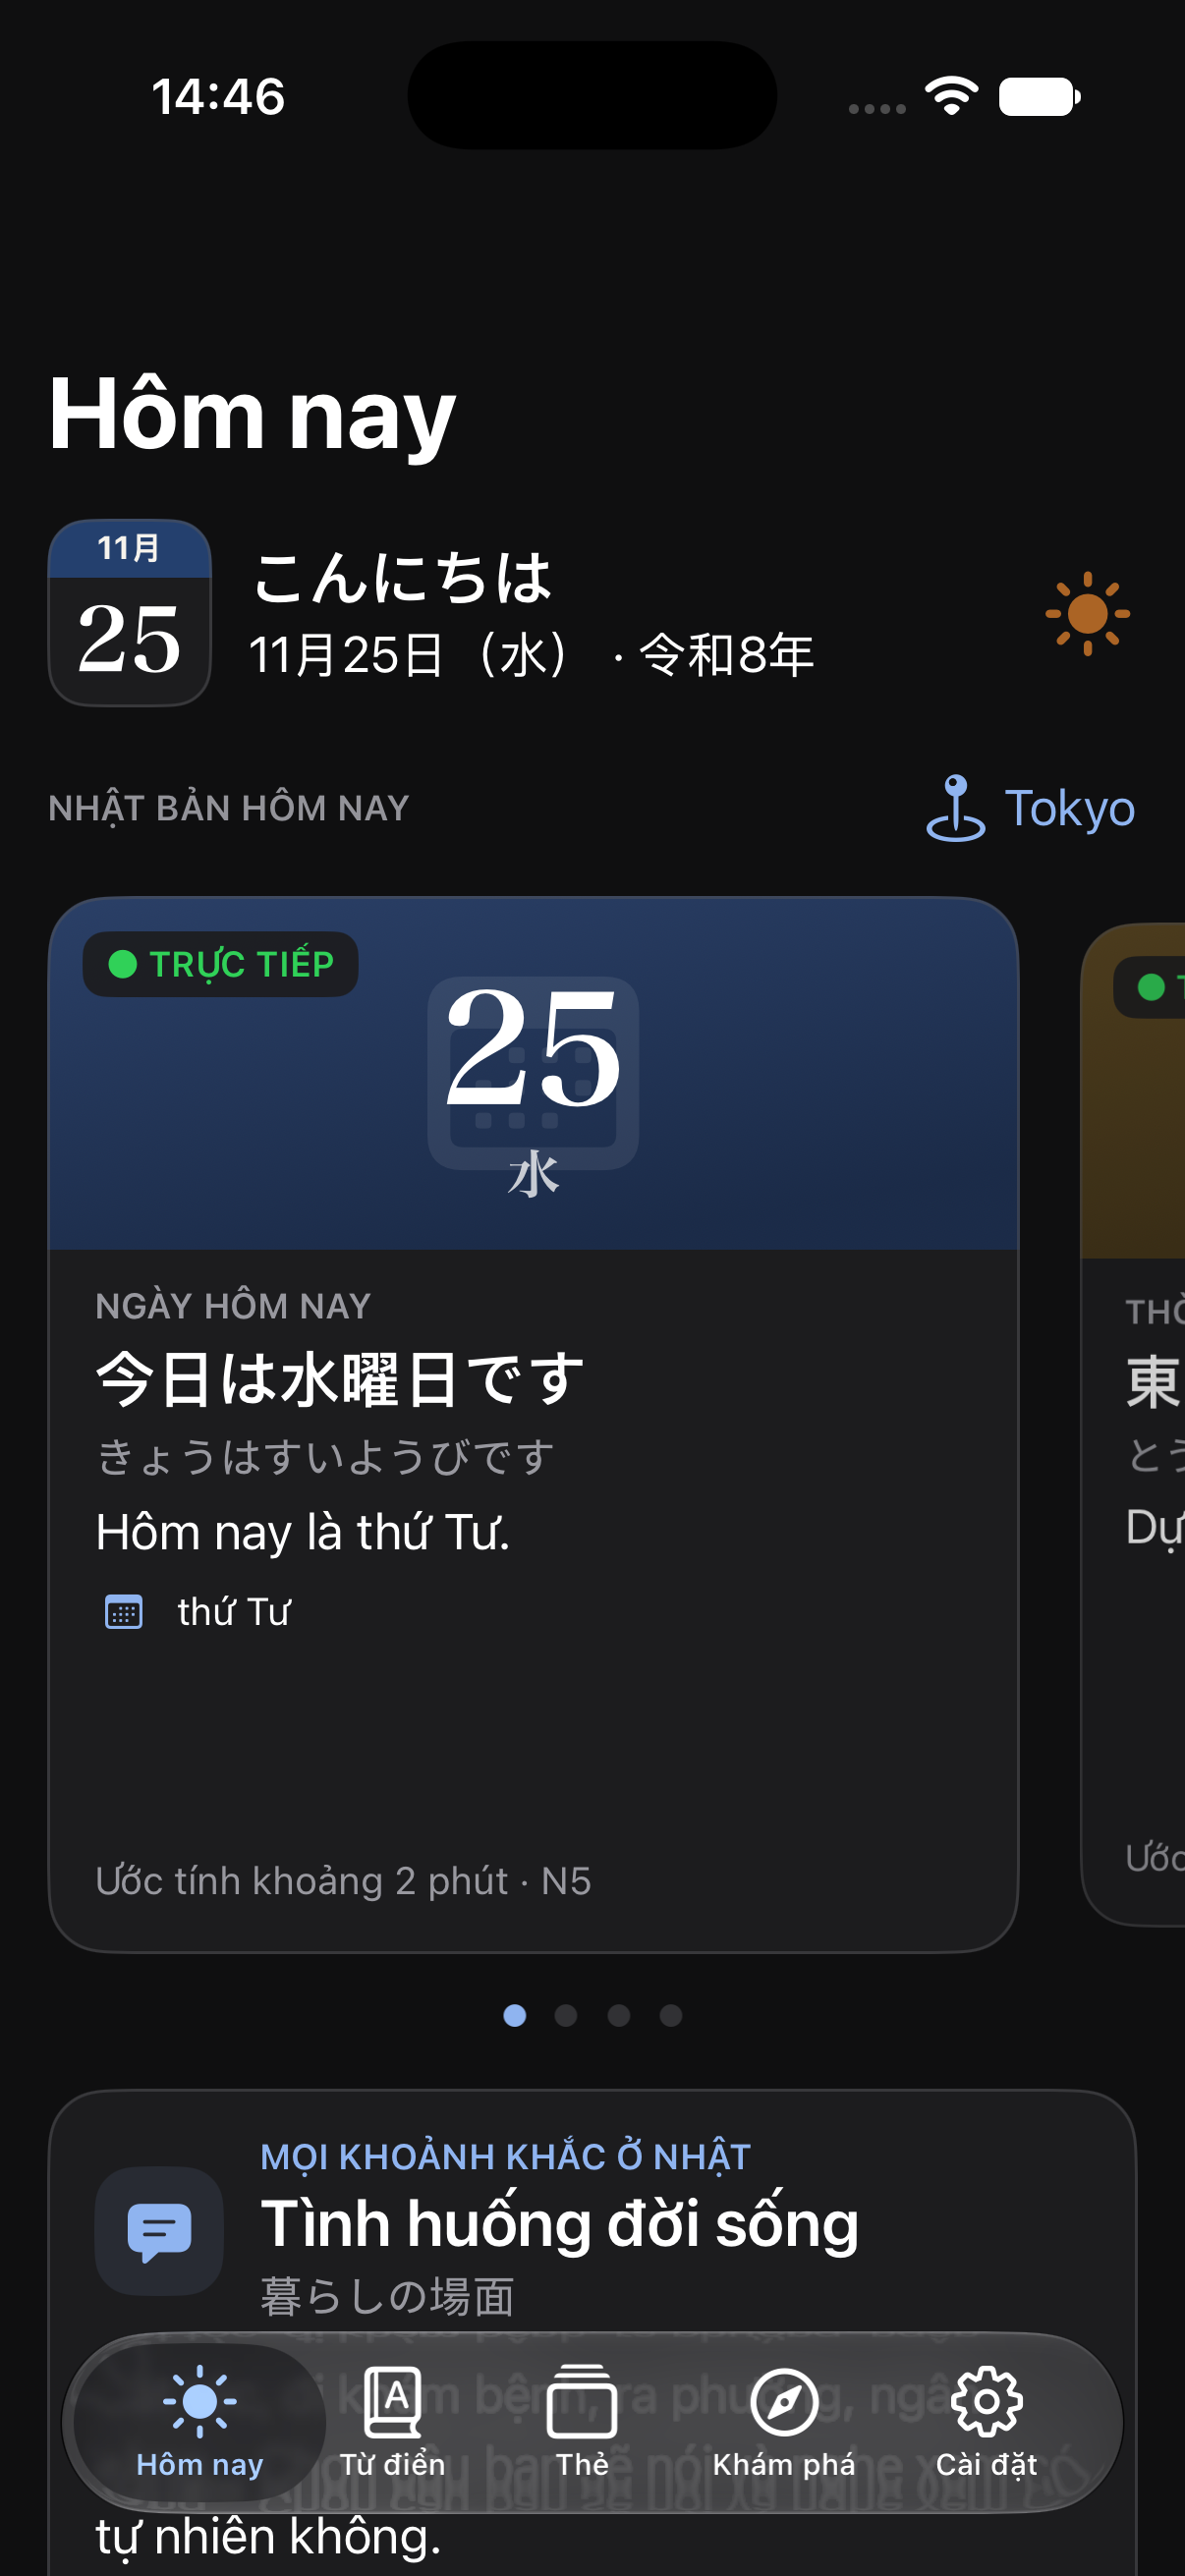 14:46
Hôm nay
11月
25
こんにちは
11月25日（水） · 令和8年
NHẬT BẢN HÔM NAY
Tokyo
TRỰC TIẾP
25
水
NGÀY HÔM NAY
今日は水曜日です
きょうはすいようびです
Hôm nay là thứ Tư.
thứ Tư
Ước tính khoảng 2 phút · N5
東
MỌI KHOẢNH KHẮC Ở NHẬT
Tình huống đời sống
暮らしの場面
Hôm nay
Từ điển
Thẻ
Khám phá
Cài đặt
tự nhiên không.